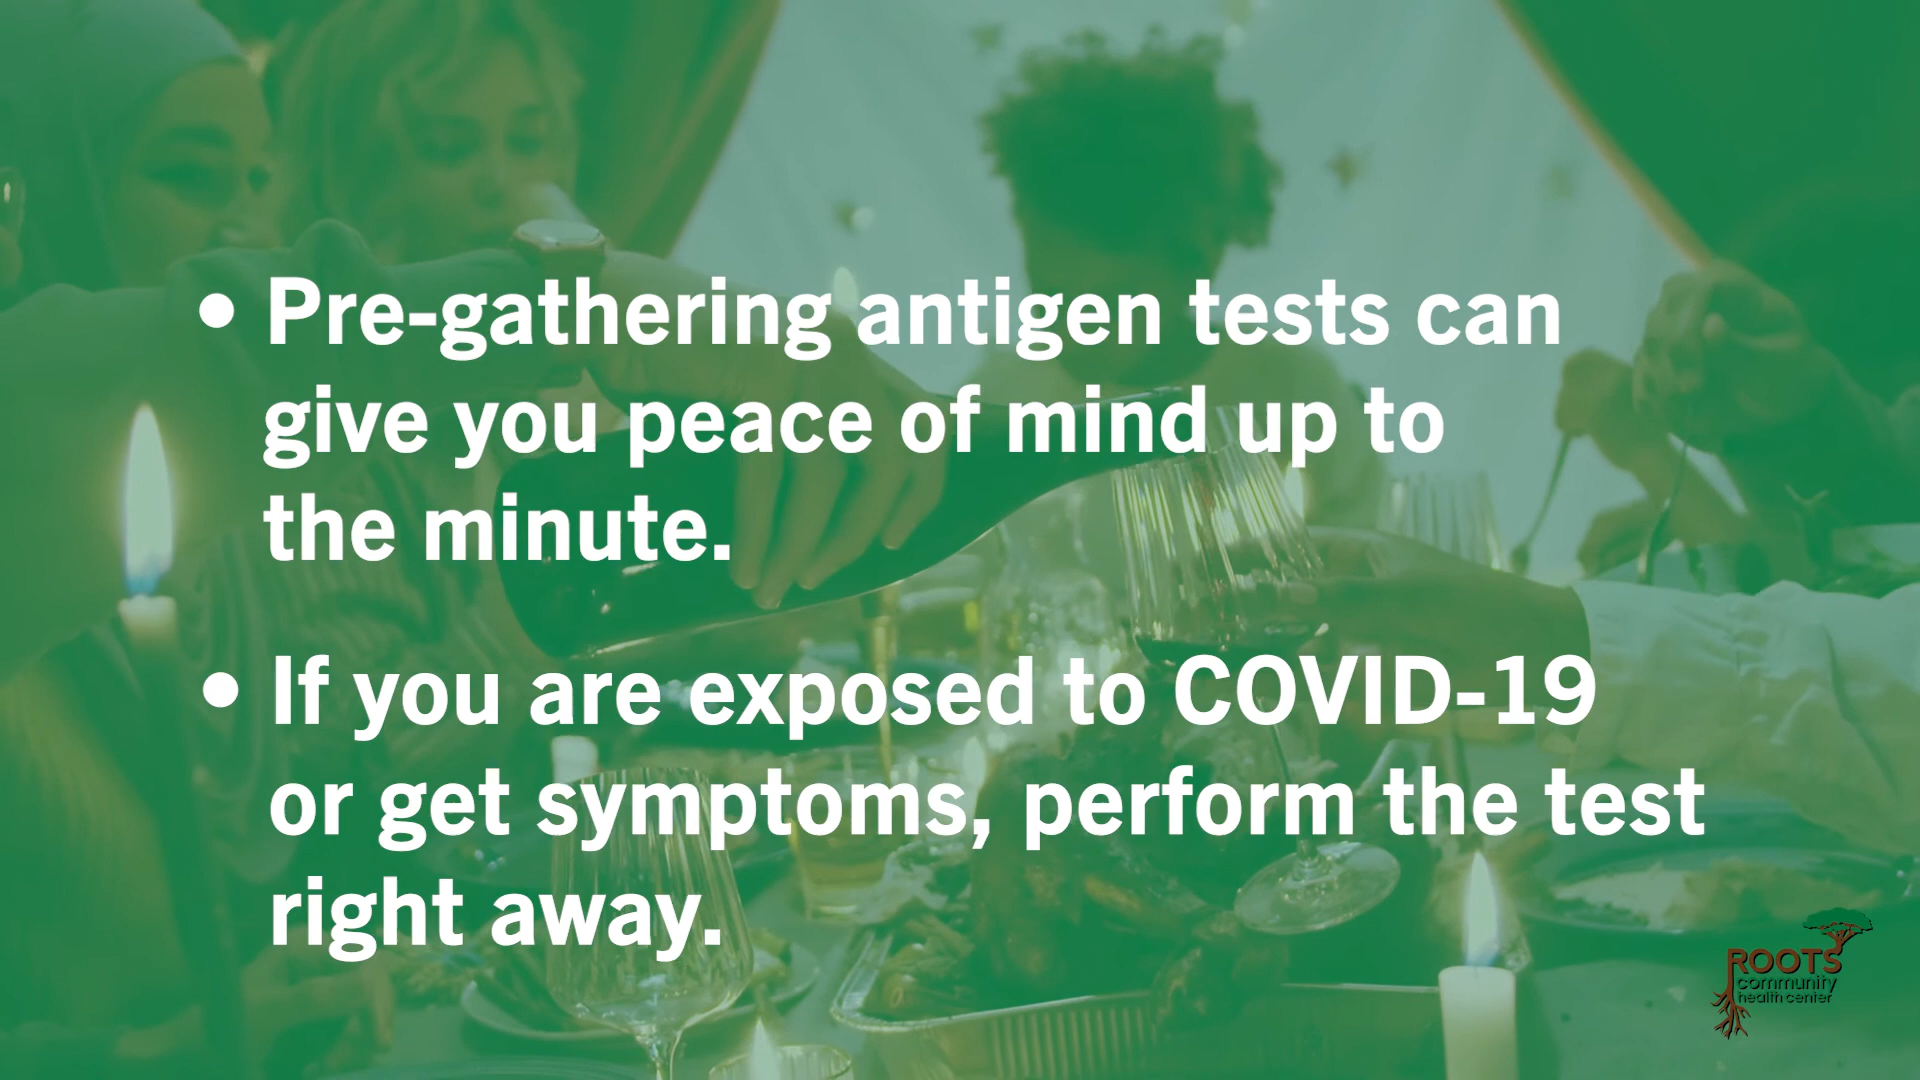 • Pre-gathering antigen tests can
give you peace of mind up to
the minute.
• If you are exposed to COVID-19
or get symptoms, perform the test
right away.
ROOTS
community
health center